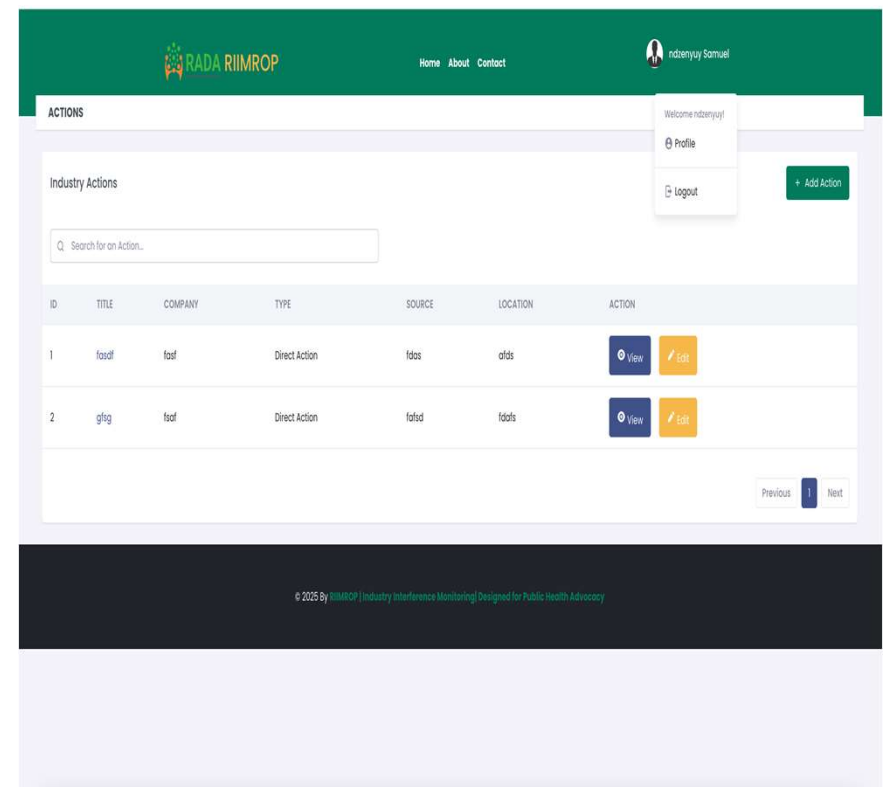 RADA RIIMROP
Home About Contact
ndzenyuy Samuel
ACTIONS
Welcome ndzenyuy!
Profile
Logout
Industry Actions
+ Add Action
Search for an Action...
ID TITLE COMPANY TYPE SOURCE LOCATION ACTION
1 fasdf fasf Direct Action fdas afds View Edit
2 gfsg fsaf Direct Action fafsd fdafs View Edit
Previous 1 Next
© 2025 By RIIMROP | Industry Interference Monitoring| Designed for Public Health Advocacy